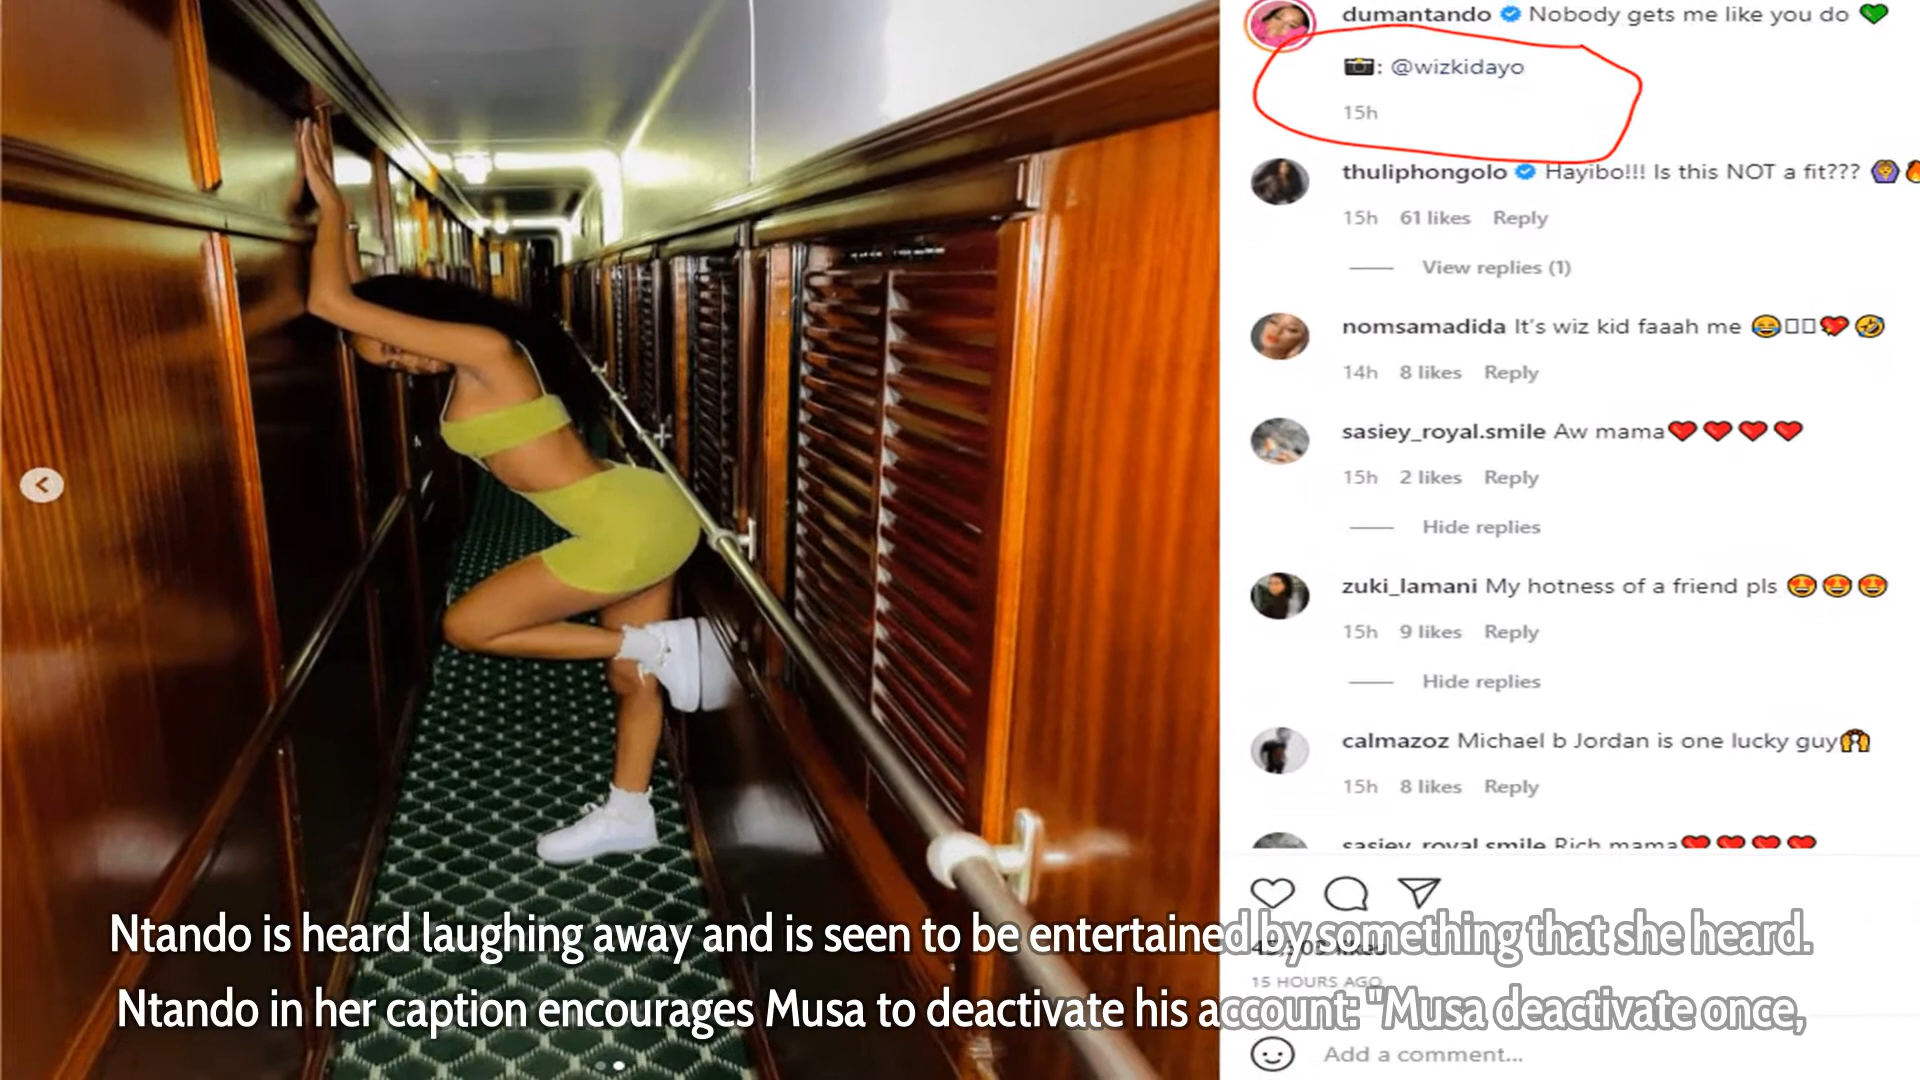 dumantando Nobody gets me like you do 💚
📷: @wizkidayo
15h
thuliphongolo Hayibo!!! Is this NOT a fit??? 🙆🔥
15h 61 likes Reply
View replies (1)
nomsamadida It's wiz kid faaah me 😂▯▯💖🤣
14h 8 likes Reply
sasiey_royal.smile Aw mama❤❤❤❤
15h 2 likes Reply
Hide replies
zuki_lamani My hotness of a friend pls 😍😍😍
15h 9 likes Reply
Hide replies
calmazoz Michael b Jordan is one lucky guy🙌
15h 8 likes Reply
sasiey_royal.smile Rich mama❤❤❤❤
liked
15 HOURS AGO
Add a comment...
Ntando is heard laughing away and is seen to be entertained by something that she heard.
Ntando in her caption encourages Musa to deactivate his account: "Musa deactivate once,